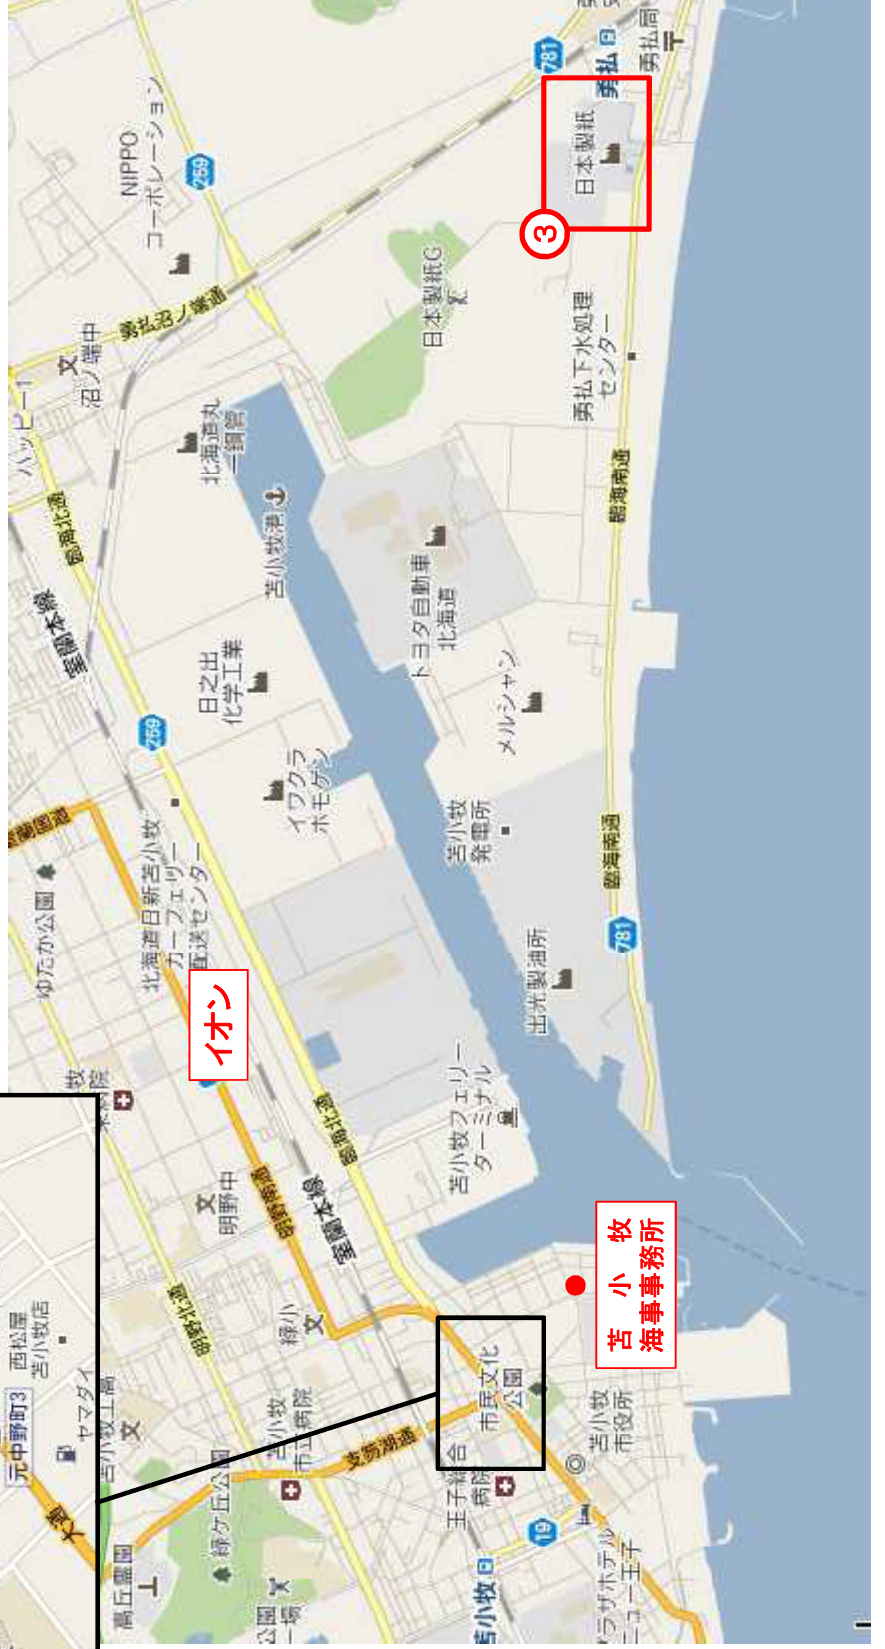 元中野町3
西松屋
苫小牧店
ヤマダイ
大通
苫小牧工高
高丘霊園
緑ケ丘公園
苫小牧
市立病院
支笏湖通
王子総合
病院
苫小牧
19
ニュー王子
苫小牧
市役所
市民文化
公園
緑小
明野北通
明野中
明野南通
室蘭本線
臨海北通
苫小牧
海事事務所
苫小牧フェリー
ターミナル
イオン
ゆたか公園
北海道日新苫小牧
カーフェリー
配送センター
259
イワクラ
ホモゲン
日之出
化学工業
出光製油所
苫小牧
発電所
781
臨海南通
メルシャン
トヨタ自動車
北海道
苫小牧港
室蘭本線
臨海北通
北海道丸
一鋼管
ハッピー1
沼ノ端中
勇払沼ノ端通
NIPPO
コーポレーション
259
日本製紙G
臨海南通
勇払下水処理
センター
3
日本製紙
781
勇払
勇払局